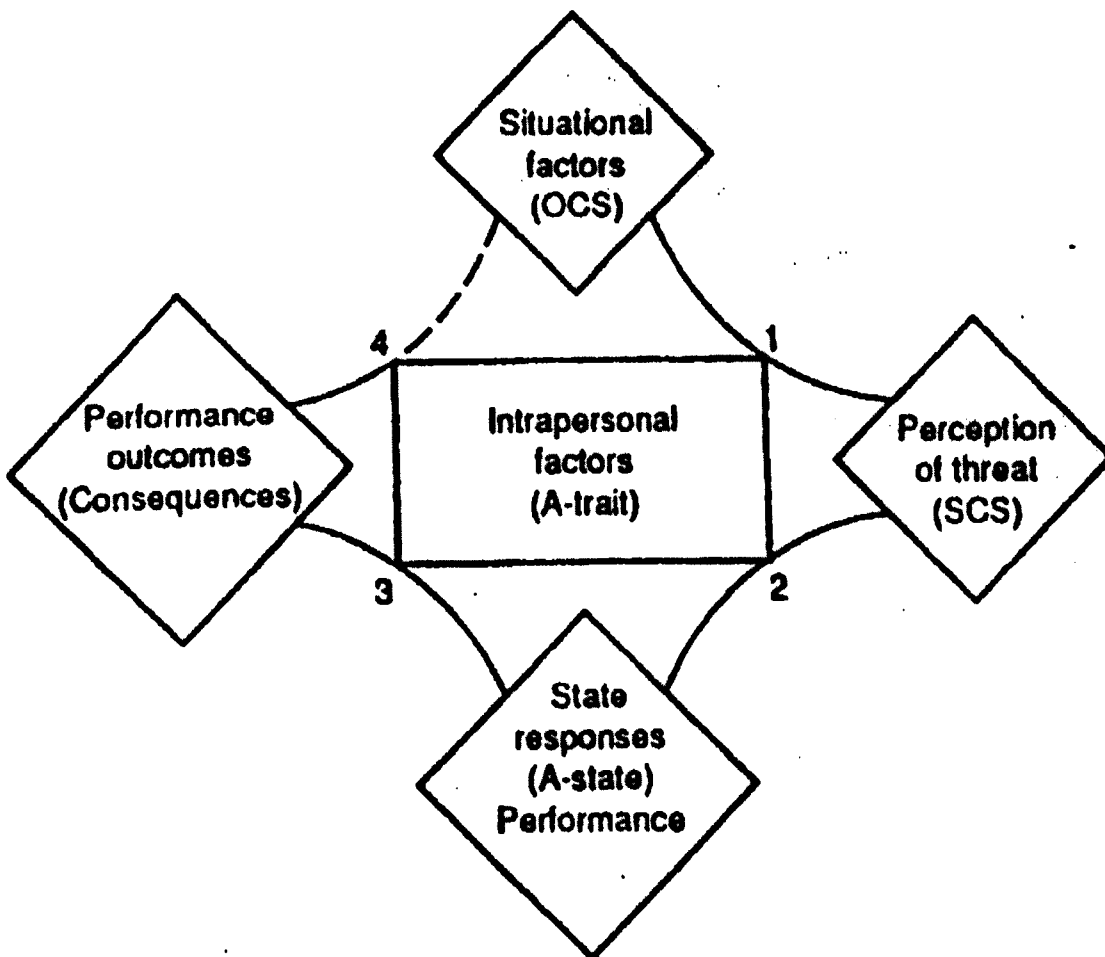 Situational
factors
(OCS)
4
1
Performance
outcomes
(Consequences)
Intrapersonal
factors
(A-trait)
Perception
of threat
(SCS)
3
2
State
responses
(A-state)
Performance